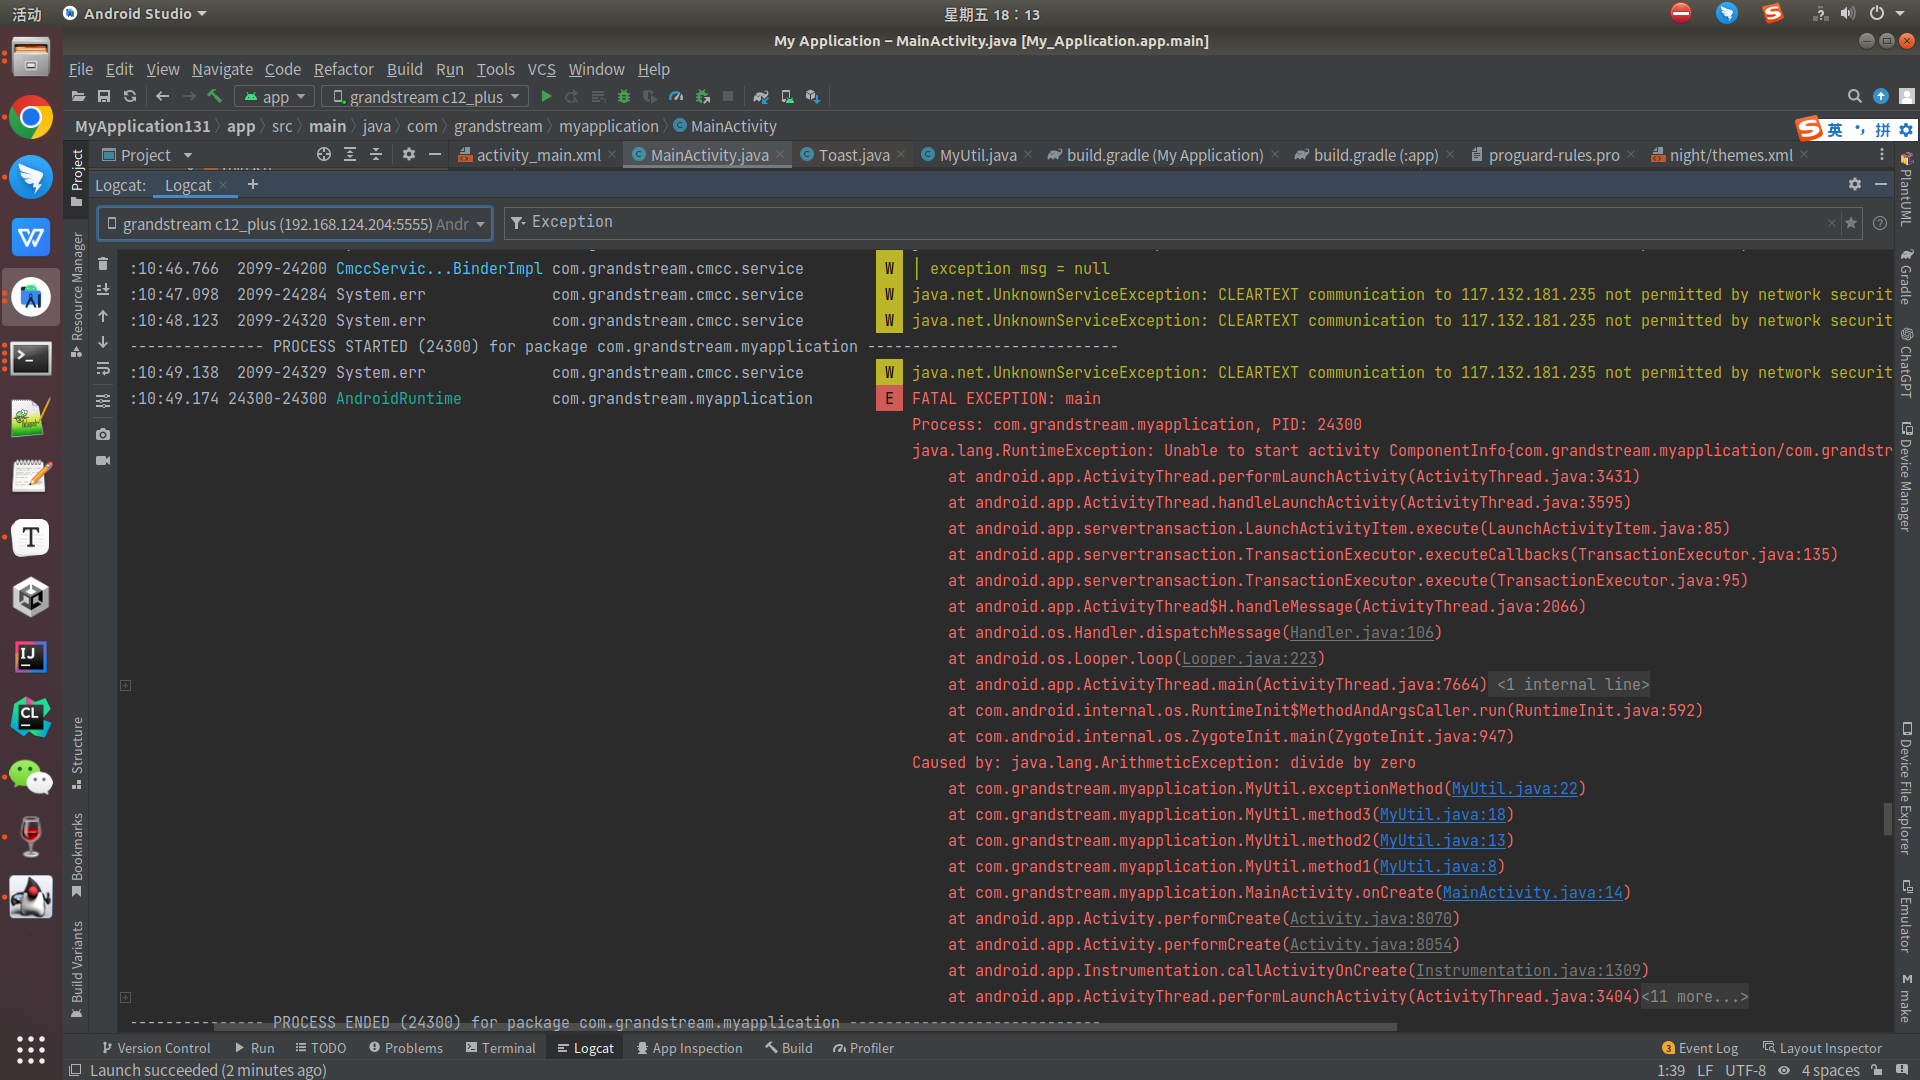 活动 Android Studio 星期五 18：13
My Application – MainActivity.java [My_Application.app.main]
File Edit View Navigate Code Refactor Build Run Tools VCS Window Help
app grandstream c12_plus
MyApplication131 app src main java com grandstream myapplication MainActivity
英 拼
Project activity_main.xml MainActivity.java Toast.java MyUtil.java build.gradle (My Application) build.gradle (:app) proguard-rules.pro night/themes.xml
Logcat: Logcat
grandstream c12_plus (192.168.124.204:5555) Andr Exception
:10:46.766 2099-24200 CmccServic...BinderImpl com.grandstream.cmcc.service W | exception msg = null
:10:47.098 2099-24284 System.err com.grandstream.cmcc.service W java.net.UnknownServiceException: CLEARTEXT communication to 117.132.181.235 not permitted by network securit
:10:48.123 2099-24320 System.err com.grandstream.cmcc.service W java.net.UnknownServiceException: CLEARTEXT communication to 117.132.181.235 not permitted by network securit
--------------- PROCESS STARTED (24300) for package com.grandstream.myapplication ----------------------------
:10:49.138 2099-24329 System.err com.grandstream.cmcc.service W java.net.UnknownServiceException: CLEARTEXT communication to 117.132.181.235 not permitted by network securit
:10:49.174 24300-24300 AndroidRuntime com.grandstream.myapplication E FATAL EXCEPTION: main
Process: com.grandstream.myapplication, PID: 24300
java.lang.RuntimeException: Unable to start activity ComponentInfo{com.grandstream.myapplication/com.grandstr
at android.app.ActivityThread.performLaunchActivity(ActivityThread.java:3431)
at android.app.ActivityThread.handleLaunchActivity(ActivityThread.java:3595)
at android.app.servertransaction.LaunchActivityItem.execute(LaunchActivityItem.java:85)
at android.app.servertransaction.TransactionExecutor.executeCallbacks(TransactionExecutor.java:135)
at android.app.servertransaction.TransactionExecutor.execute(TransactionExecutor.java:95)
at android.app.ActivityThread$H.handleMessage(ActivityThread.java:2066)
at android.os.Handler.dispatchMessage(Handler.java:106)
at android.os.Looper.loop(Looper.java:223)
at android.app.ActivityThread.main(ActivityThread.java:7664) <1 internal line>
at com.android.internal.os.RuntimeInit$MethodAndArgsCaller.run(RuntimeInit.java:592)
at com.android.internal.os.ZygoteInit.main(ZygoteInit.java:947)
Caused by: java.lang.ArithmeticException: divide by zero
at com.grandstream.myapplication.MyUtil.exceptionMethod(MyUtil.java:22)
at com.grandstream.myapplication.MyUtil.method3(MyUtil.java:18)
at com.grandstream.myapplication.MyUtil.method2(MyUtil.java:13)
at com.grandstream.myapplication.MyUtil.method1(MyUtil.java:8)
at com.grandstream.myapplication.MainActivity.onCreate(MainActivity.java:14)
at android.app.Activity.performCreate(Activity.java:8070)
at android.app.Activity.performCreate(Activity.java:8054)
at android.app.Instrumentation.callActivityOnCreate(Instrumentation.java:1309)
at android.app.ActivityThread.performLaunchActivity(ActivityThread.java:3404) <11 more...>
--------------- PROCESS ENDED (24300) for package com.grandstream.myapplication ----------------------------
Project
Resource Manager
Structure
Bookmarks
Build Variants
PlantUML
Gradle
ChatGPT
Device Manager
Device File Explorer
Emulator
make
Version Control Run TODO Problems Terminal Logcat App Inspection Build Profiler 3 Event Log Layout Inspector
Launch succeeded (2 minutes ago) 1:39 LF UTF-8 4 spaces